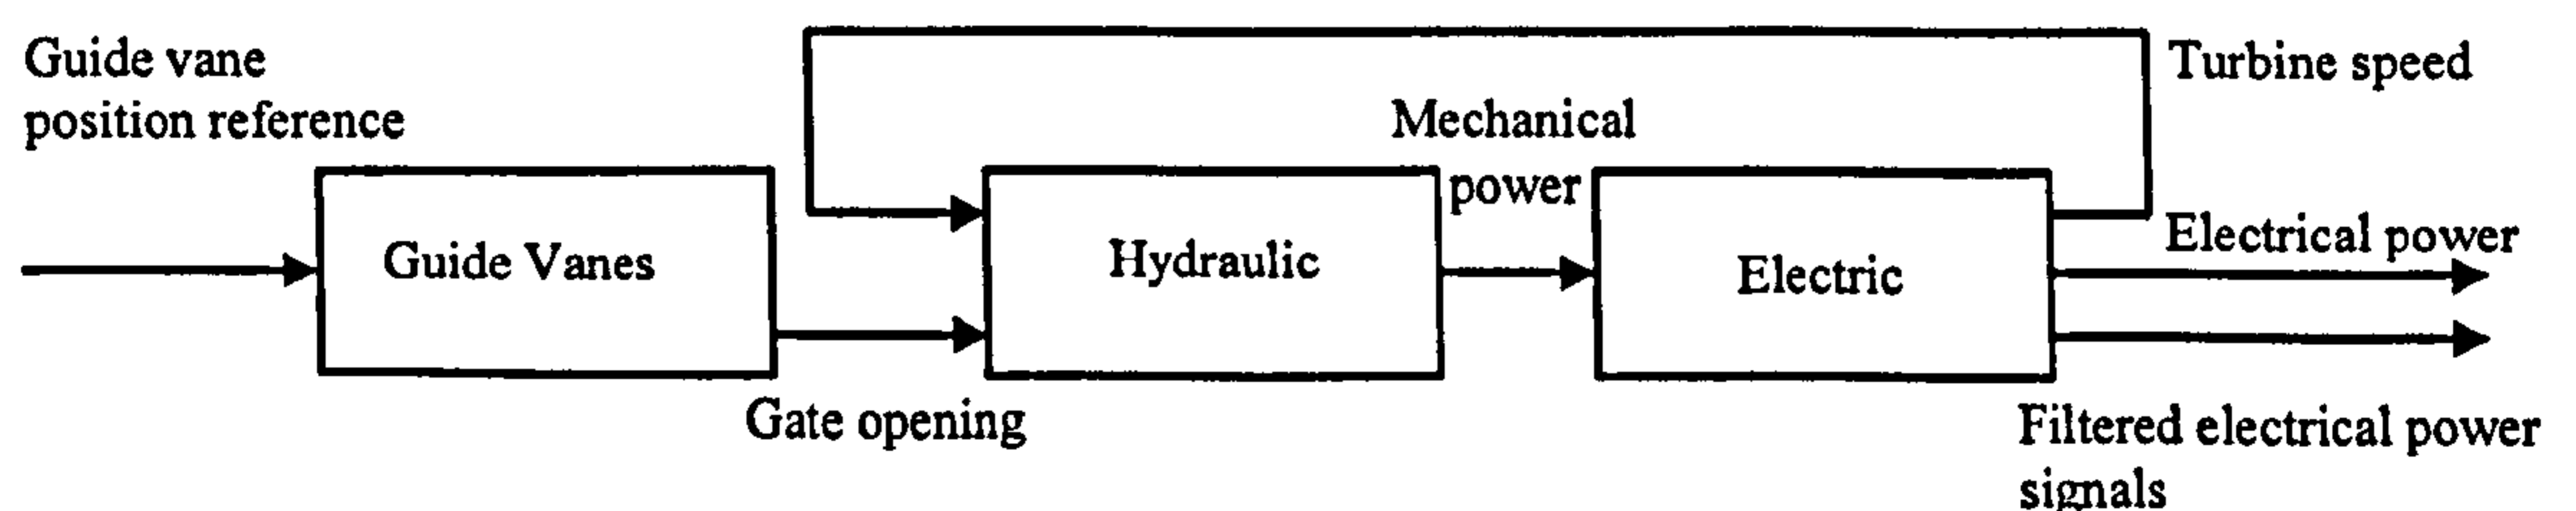 Guide vane
position reference
Turbine speed
Mechanical
power
Guide Vanes
Hydraulic
Electric
Electrical power
Gate opening
Filtered electrical power
signals